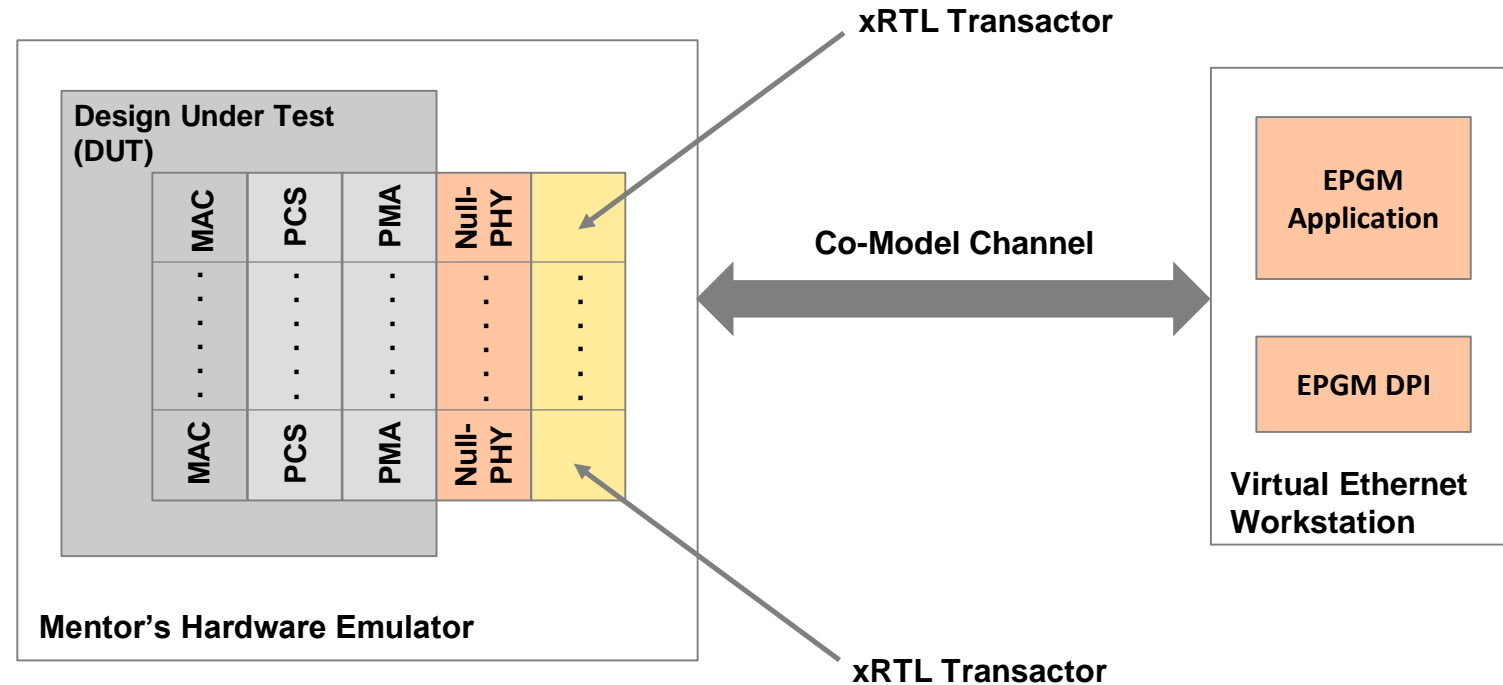 xRTL Transactor
Design Under Test
(DUT)
MAC
PCS
PMA
Null-
PHY
. . . . . .
. . . . . .
. . . . . .
. . . . . .
. . . . . .
MAC
PCS
PMA
Null-
PHY
Mentor’s Hardware Emulator
Co-Model Channel
EPGM
Application
EPGM DPI
Virtual Ethernet
Workstation
xRTL Transactor